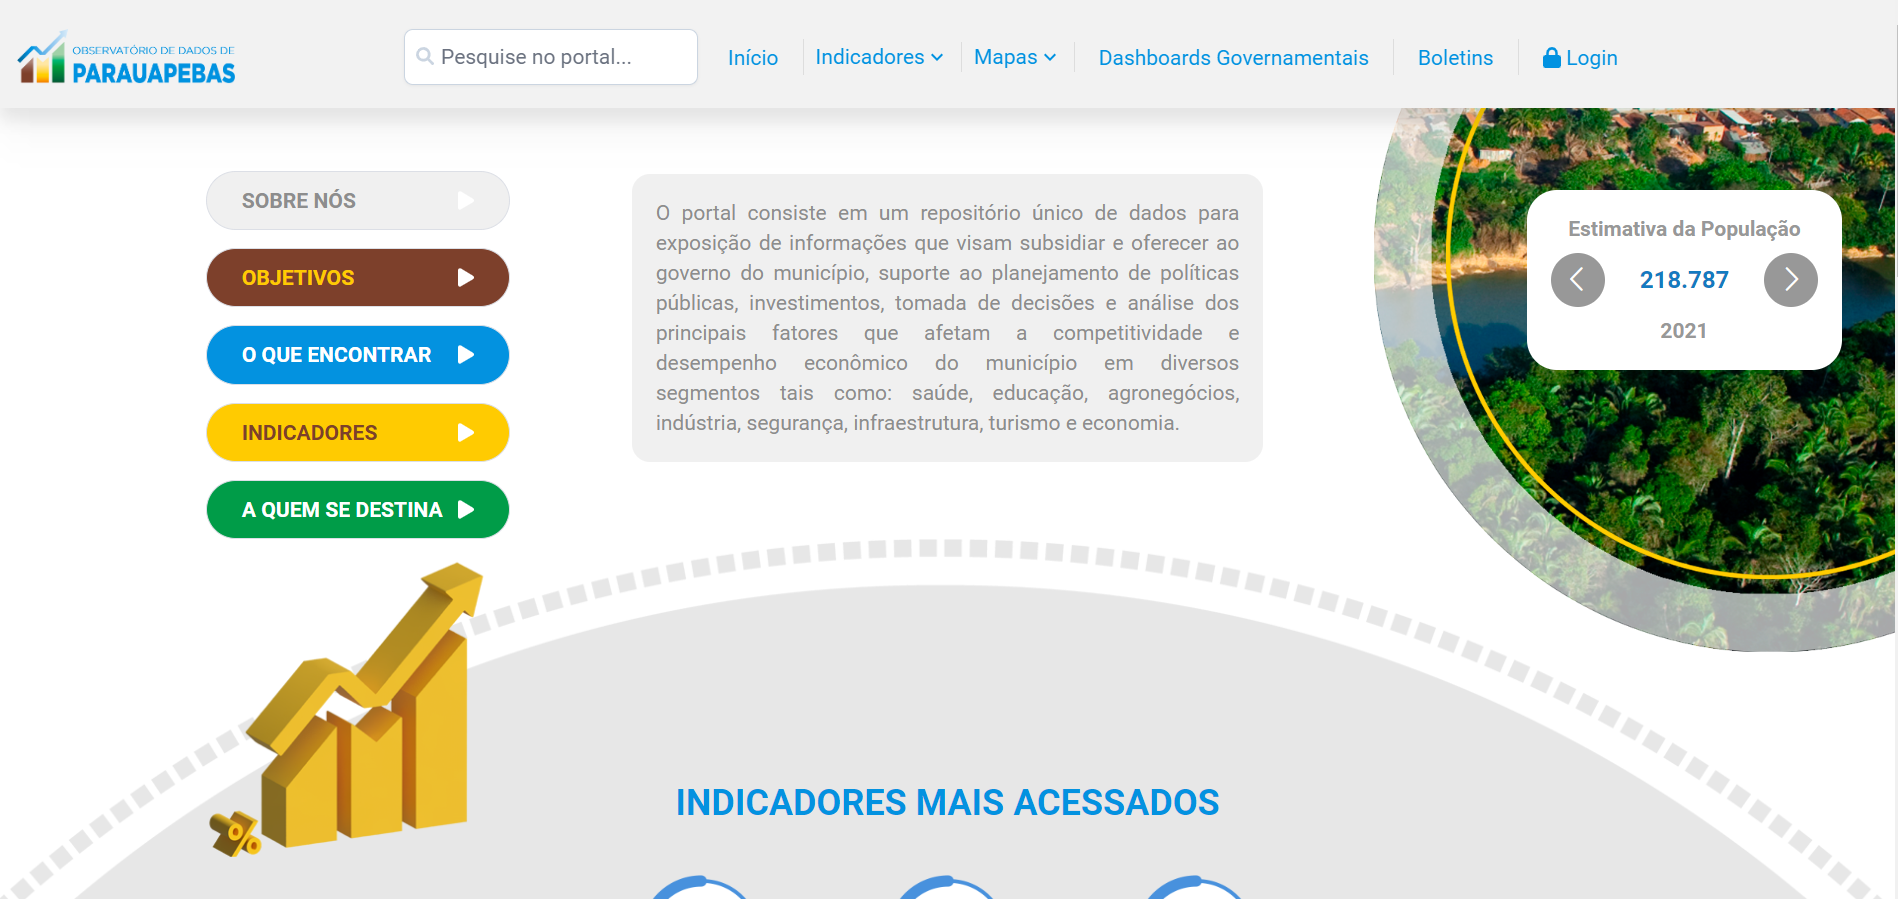 OBSERVATÓRIO DE DADOS DE
PARAUAPEBAS
Pesquise no portal...
Início
Indicadores
Mapas
Dashboards Governamentais
Boletins
Login
SOBRE NÓS
OBJETIVOS
O QUE ENCONTRAR
INDICADORES
A QUEM SE DESTINA
O portal consiste em um repositório único de dados para
exposição de informações que visam subsidiar e oferecer ao
governo do município, suporte ao planejamento de políticas
públicas, investimentos, tomada de decisões e análise dos
principais fatores que afetam a competitividade e
desempenho econômico do município em diversos
segmentos tais como: saúde, educação, agronegócios,
indústria, segurança, infraestrutura, turismo e economia.
Estimativa da População
218.787
2021
%
INDICADORES MAIS ACESSADOS